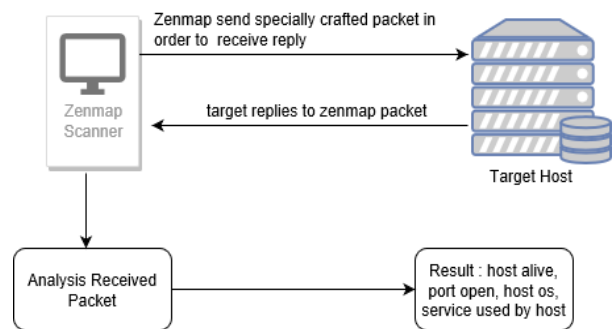 Zenmap send specially crafted packet in
order to receive reply
Zenmap
Scanner
target replies to zenmap packet
Target Host
Analysis Received
Packet
Result : host alive,
port open, host os,
service used by host